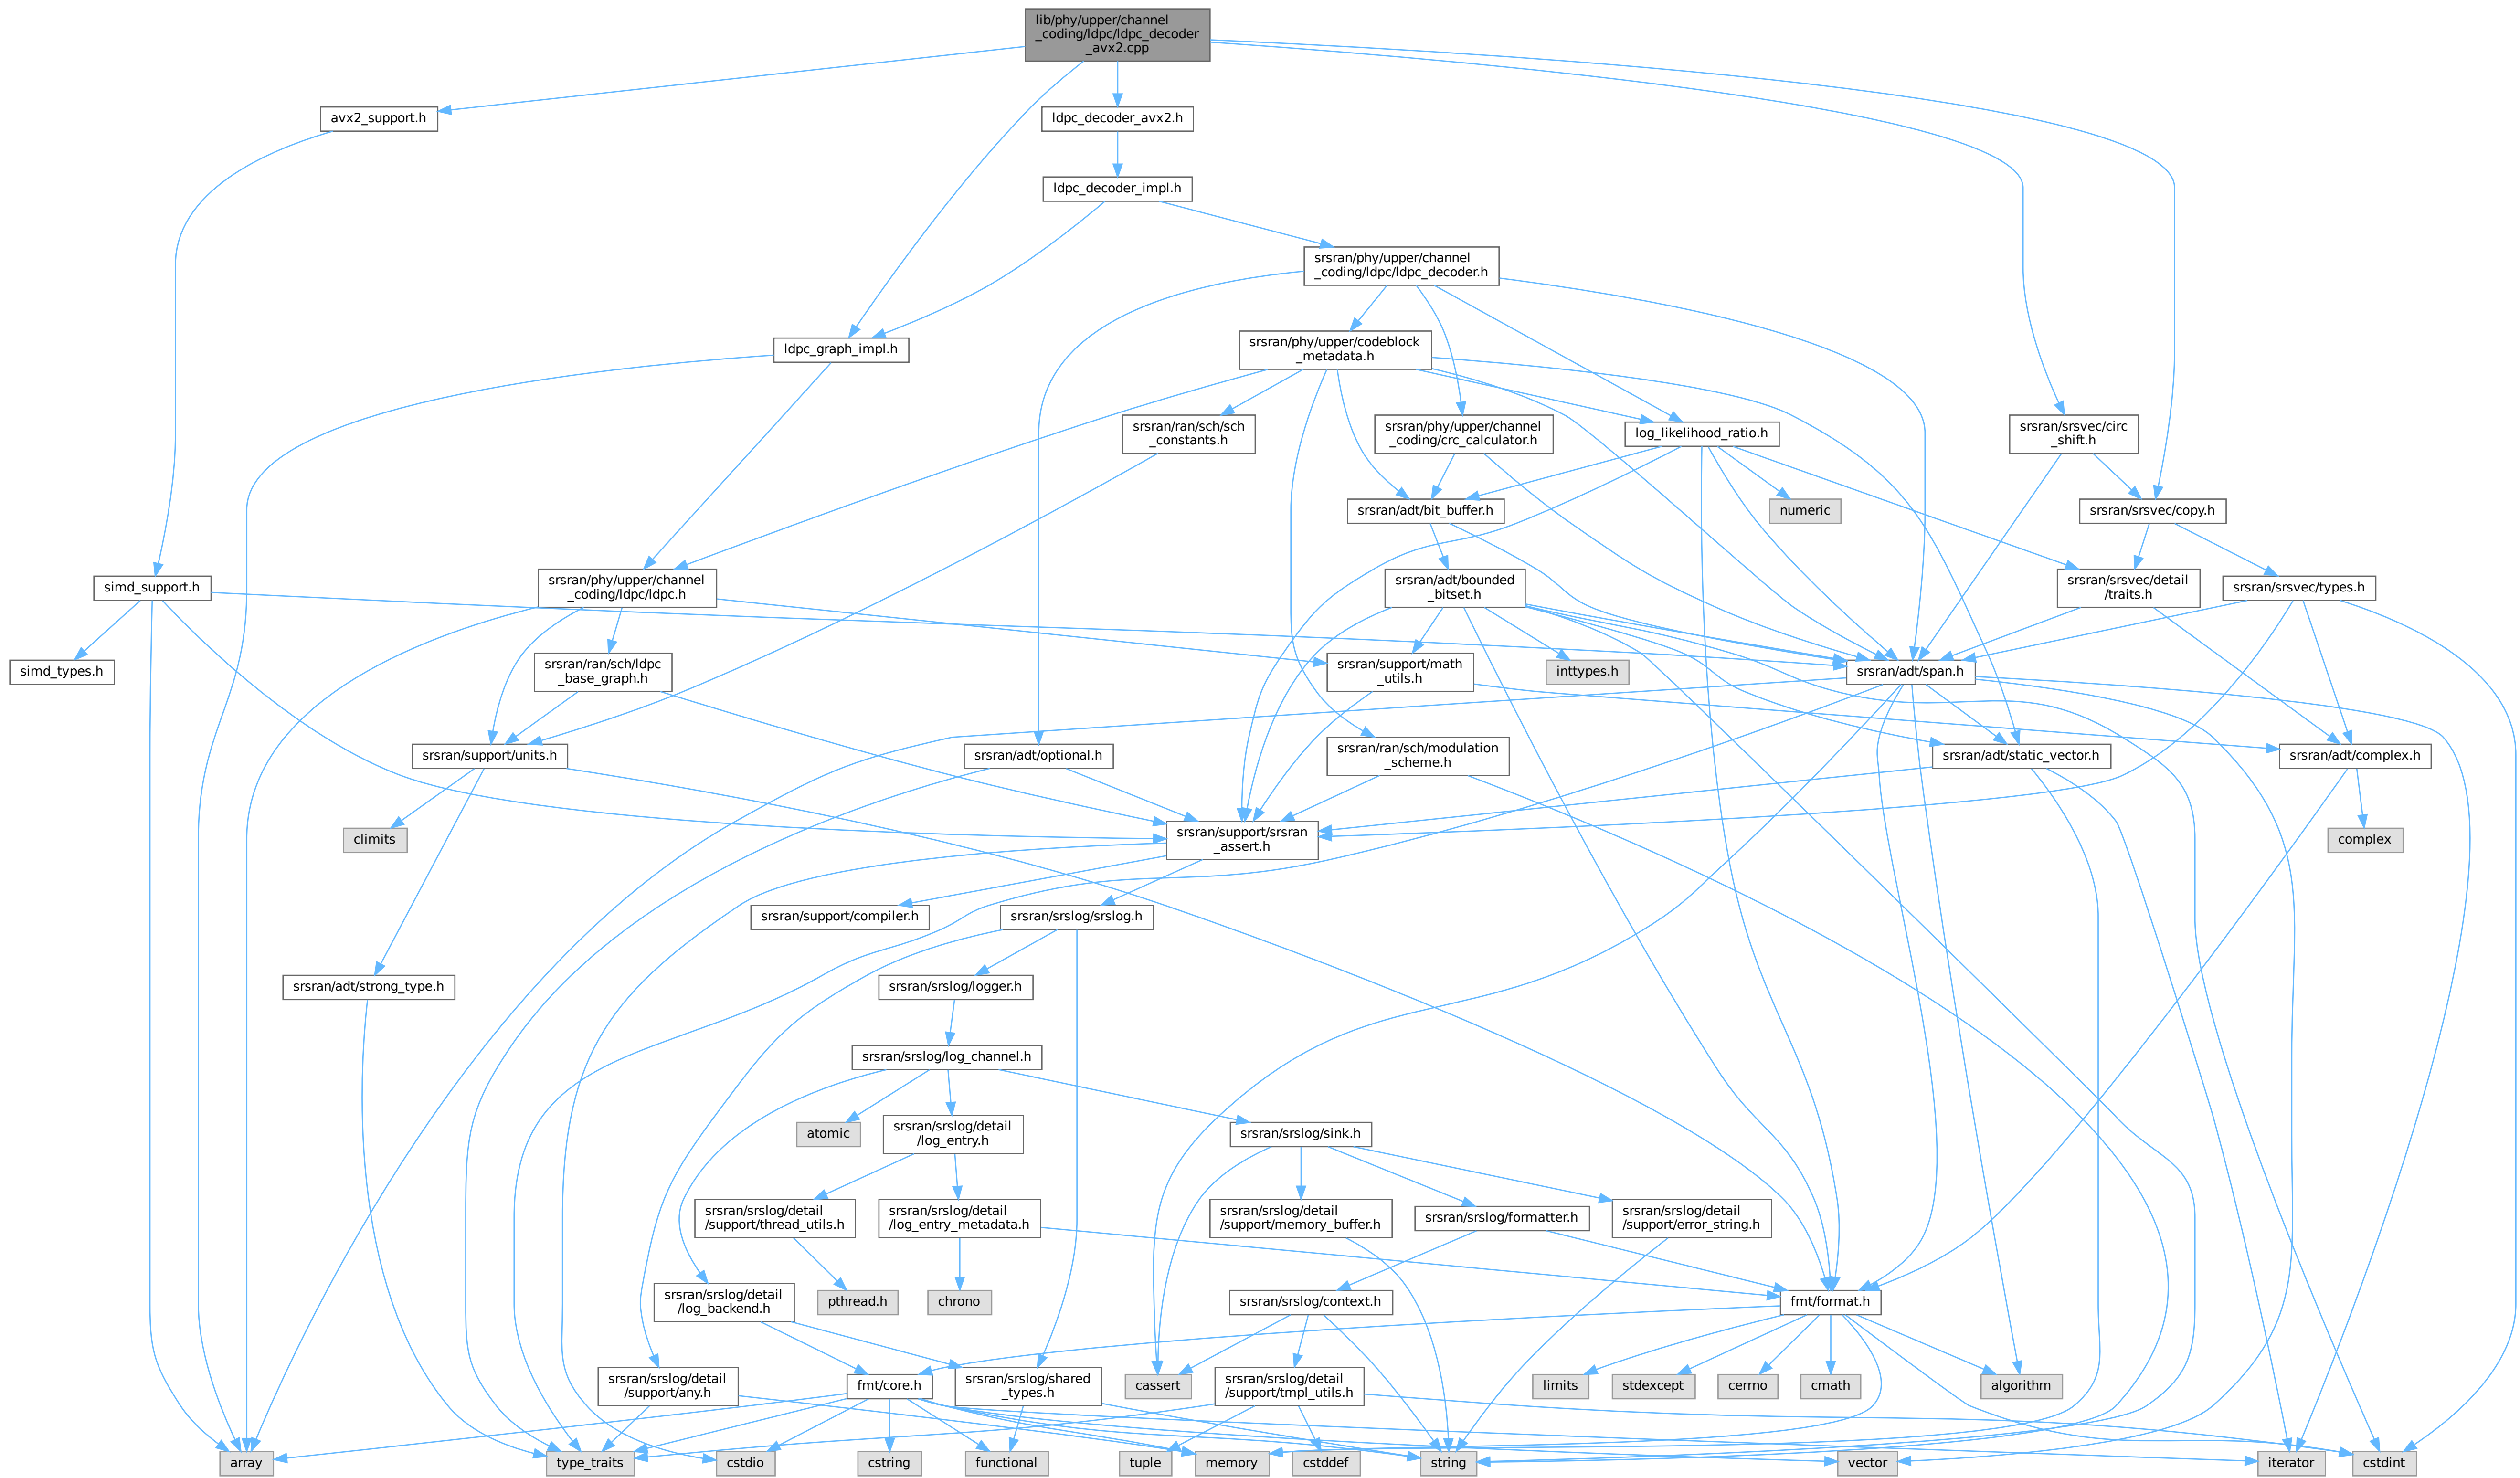 lib/phy/upper/channel
_coding/ldpc/ldpc_decoder
_avx2.cpp
avx2_support.h
ldpc_decoder_avx2.h
ldpc_decoder_impl.h
srsran/phy/upper/channel
_coding/ldpc/ldpc_decoder.h
ldpc_graph_impl.h
srsran/phy/upper/codeblock
_metadata.h
srsran/ran/sch/sch
_constants.h
srsran/phy/upper/channel
_coding/crc_calculator.h
log_likelihood_ratio.h
srsran/srsvec/circ
_shift.h
srsran/adt/bit_buffer.h
numeric
srsran/srsvec/copy.h
simd_support.h
srsran/phy/upper/channel
_coding/ldpc/ldpc.h
srsran/adt/bounded
_bitset.h
srsran/srsvec/detail
/traits.h
srsran/srsvec/types.h
simd_types.h
srsran/ran/sch/ldpc
_base_graph.h
srsran/support/math
_utils.h
inttypes.h
srsran/adt/span.h
srsran/support/units.h
srsran/adt/optional.h
srsran/ran/sch/modulation
_scheme.h
srsran/adt/static_vector.h
srsran/adt/complex.h
climits
srsran/support/srsran
_assert.h
complex
srsran/support/compiler.h
srsran/srslog/srslog.h
srsran/adt/strong_type.h
srsran/srslog/logger.h
srsran/srslog/log_channel.h
atomic
srsran/srslog/detail
/log_entry.h
srsran/srslog/sink.h
srsran/srslog/detail
/support/thread_utils.h
srsran/srslog/detail
/log_entry_metadata.h
srsran/srslog/detail
/support/memory_buffer.h
srsran/srslog/formatter.h
srsran/srslog/detail
/support/error_string.h
srsran/srslog/detail
/log_backend.h
pthread.h
chrono
srsran/srslog/context.h
fmt/format.h
srsran/srslog/detail
/support/any.h
fmt/core.h
srsran/srslog/shared
_types.h
cassert
srsran/srslog/detail
/support/tmpl_utils.h
limits
stdexcept
cerrno
cmath
algorithm
array
type_traits
cstdio
cstring
functional
tuple
memory
cstddef
string
vector
iterator
cstdint